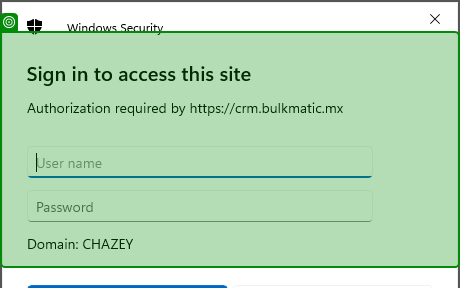 Windows Security
Sign in to access this site
Authorization required by https://crm.bulkmatic.mx
User name
Password
Domain: CHAZEY